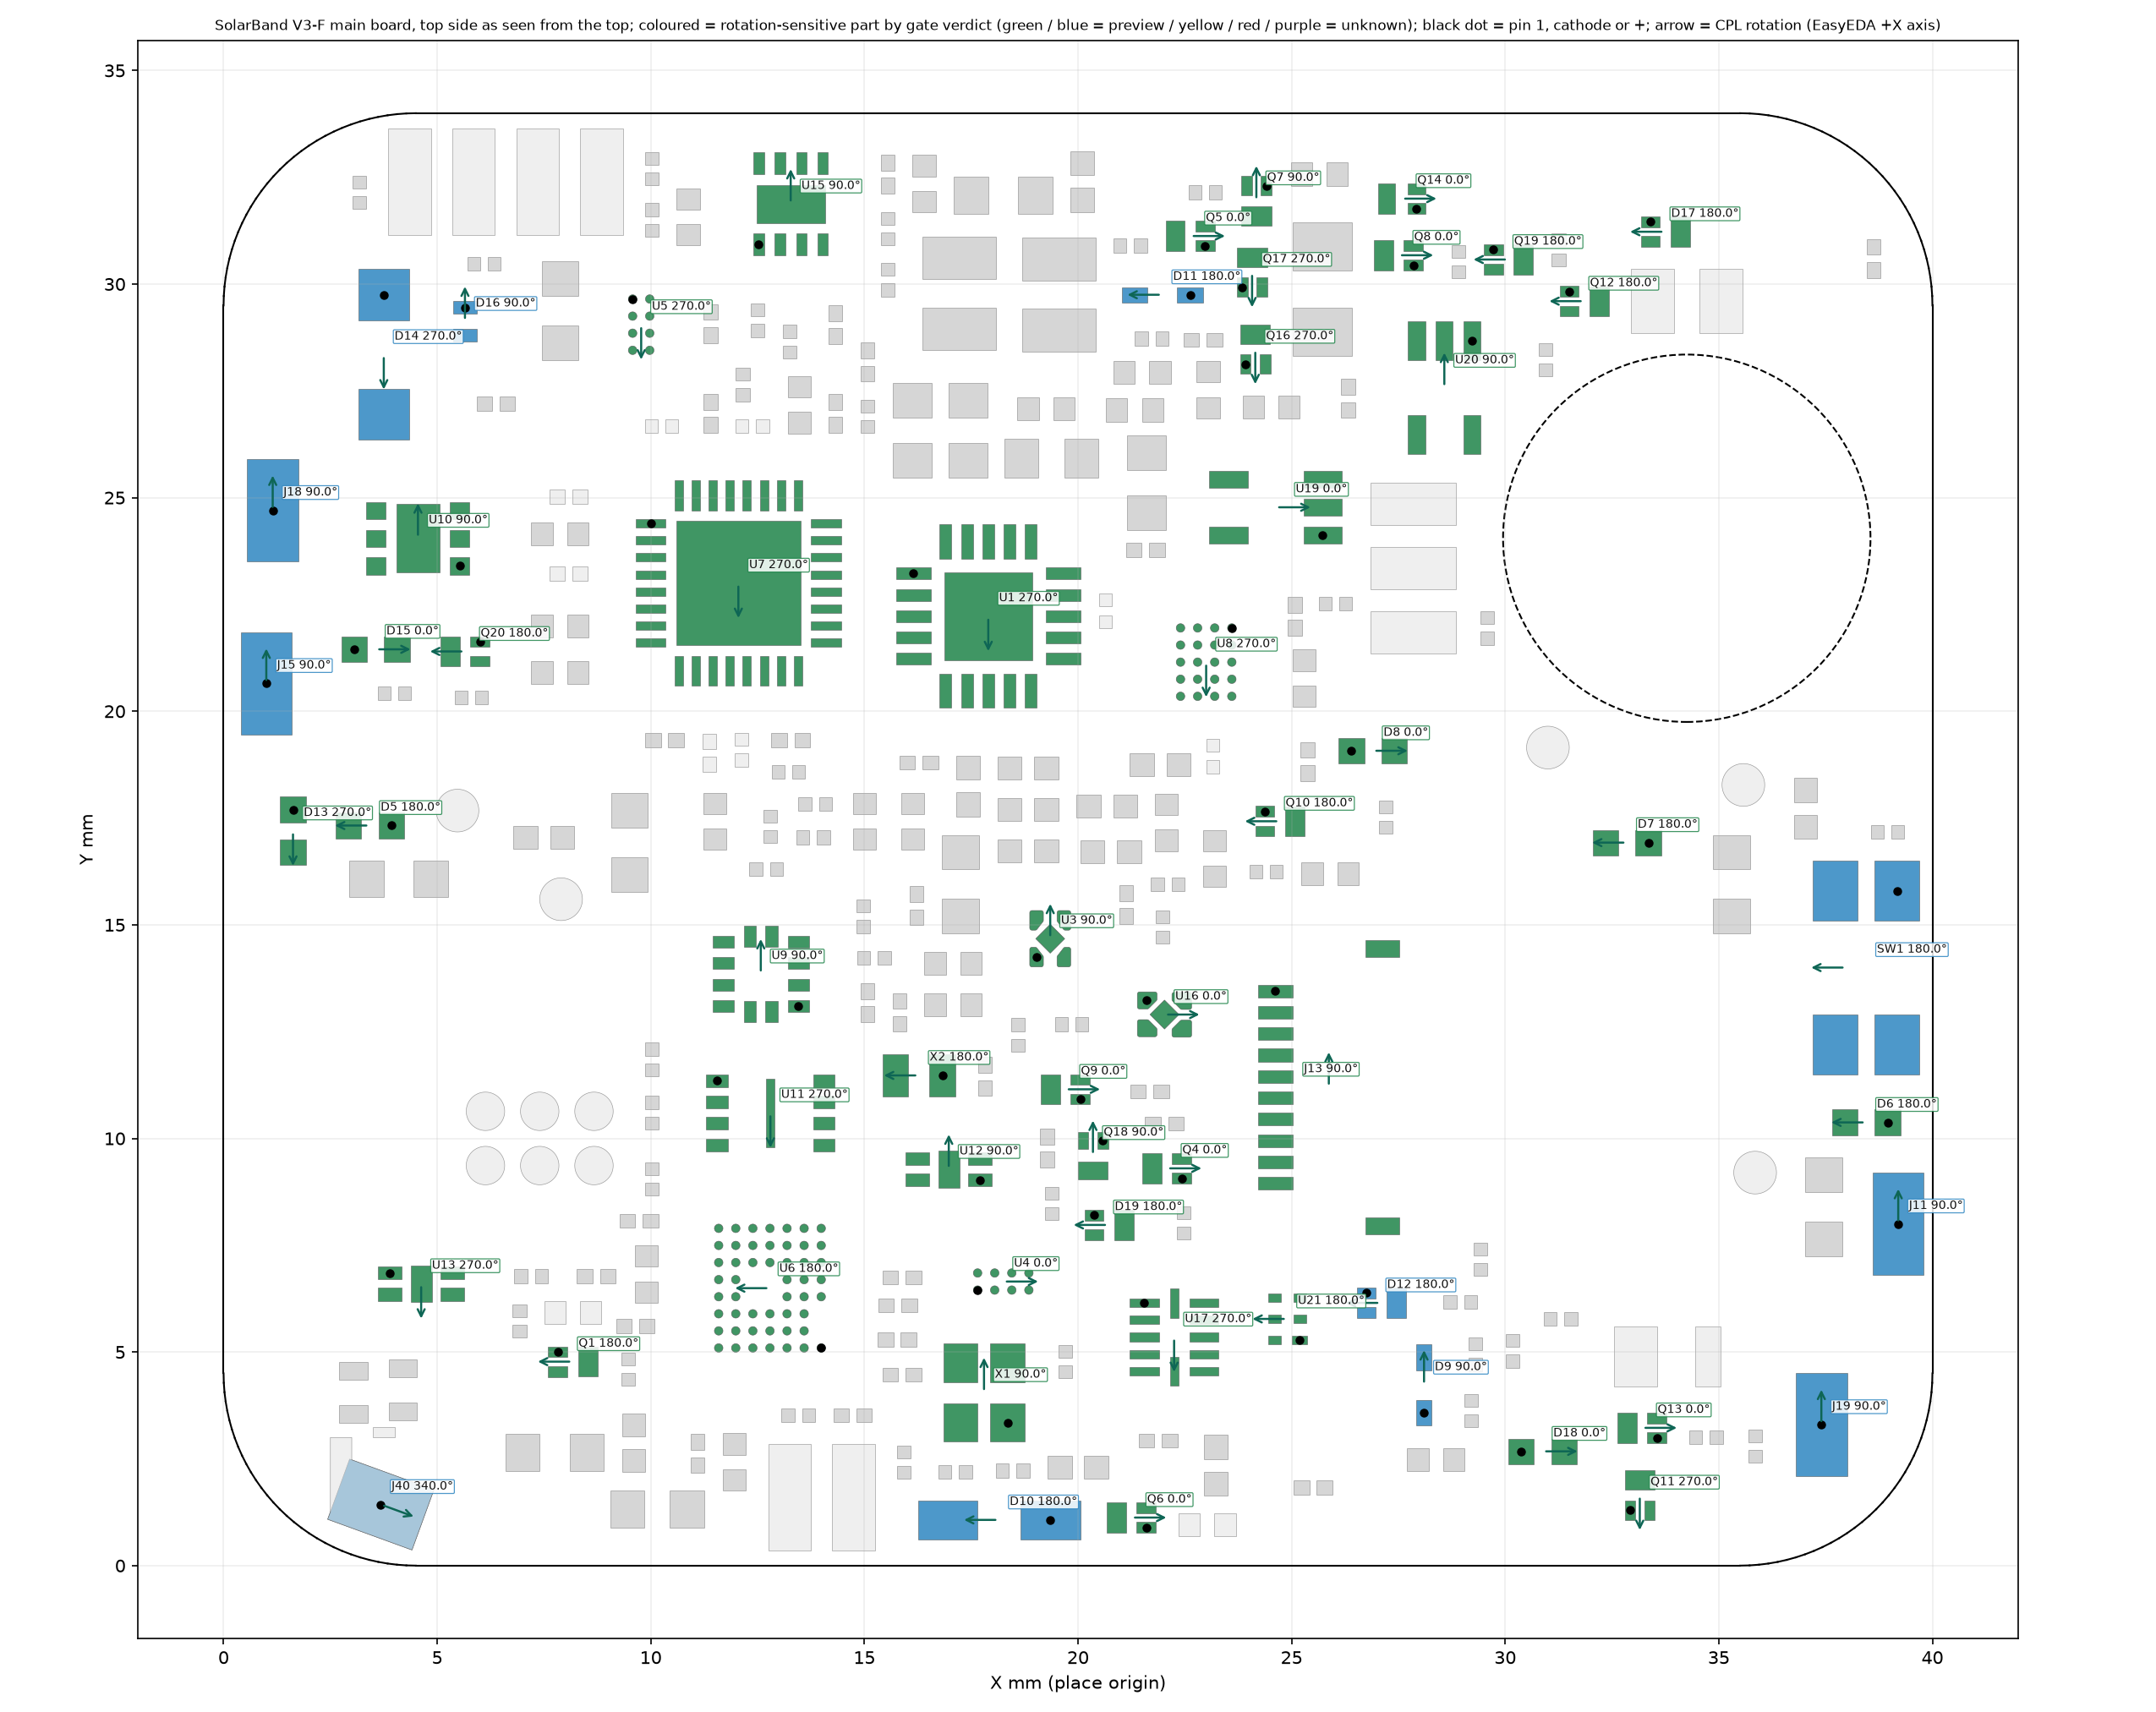 SolarBand V3-F main board, top side as seen from the top; coloured = rotation-sensitive part by gate verdict (green / blue = preview / yellow / red / purple = unknown); black dot = pin 1, cathode or +; arrow = CPL rotation (EasyEDA +X axis)
35
30
25
20
15
10
5
0
Y mm
U15 90.0°
Q7 90.0°
Q14 0.0°
Q5 0.0°
D17 180.0°
Q8 0.0°
Q19 180.0°
Q17 270.0°
D11 180.0°
Q12 180.0°
D16 90.0°
U5 270.0°
D14 270.0°
Q16 270.0°
U20 90.0°
J18 90.0°
U19 0.0°
U10 90.0°
U7 270.0°
U1 270.0°
D15 0.0°
Q20 180.0°
U8 270.0°
J15 90.0°
D8 0.0°
D13 270.0°
D5 180.0°
Q10 180.0°
D7 180.0°
U3 90.0°
U9 90.0°
SW1 180.0°
U16 0.0°
X2 180.0°
J13 90.0°
Q9 0.0°
U11 270.0°
D6 180.0°
Q18 90.0°
U12 90.0°
Q4 0.0°
D19 180.0°
J11 90.0°
U13 270.0°
U4 0.0°
U6 180.0°
D12 180.0°
U21 180.0°
U17 270.0°
Q1 180.0°
D9 90.0°
X1 90.0°
J19 90.0°
Q13 0.0°
D18 0.0°
J40 340.0°
Q11 270.0°
D10 180.0°
Q6 0.0°
0 5 10 15 20 25 30 35 40
X mm (place origin)